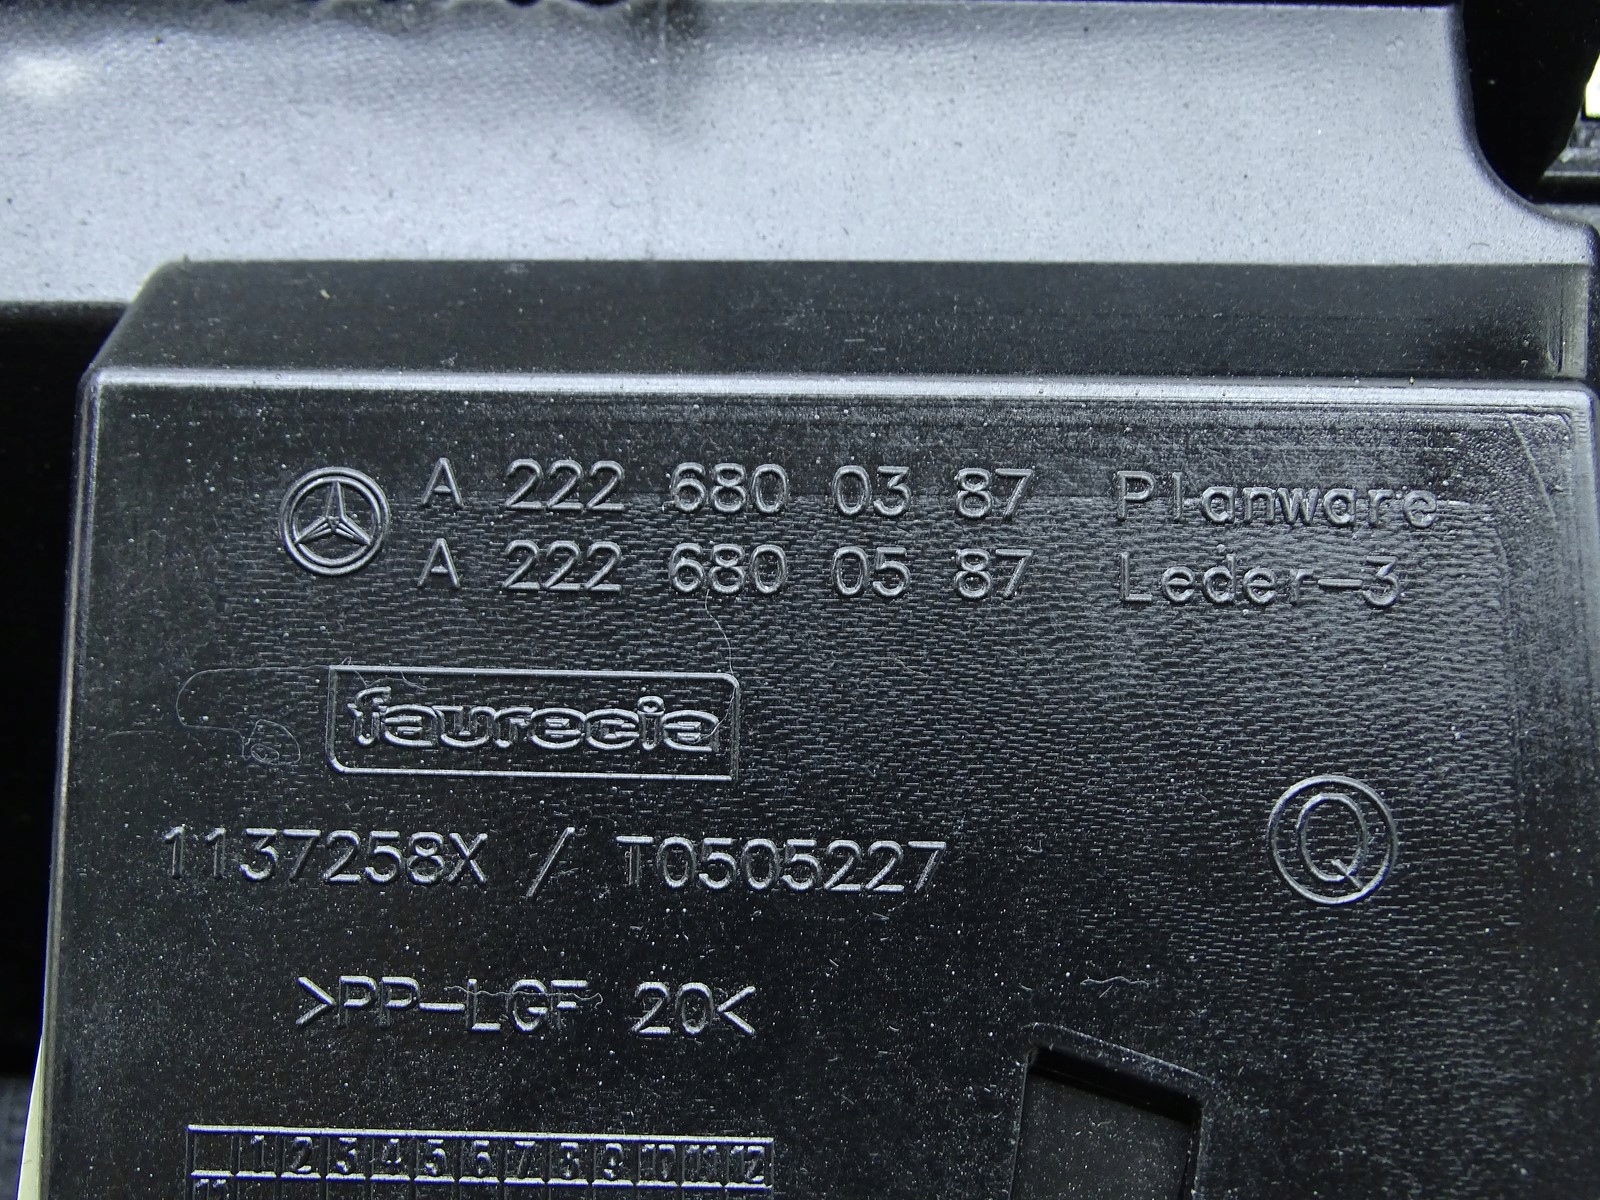 A 222 680 03 87 Planware
A 222 680 05 87 Leder-3
faurecia
1137258X / T0505227
Q
>PP-LGF 20<
1 2 3 4 5 6 7 8 9 10 11 12